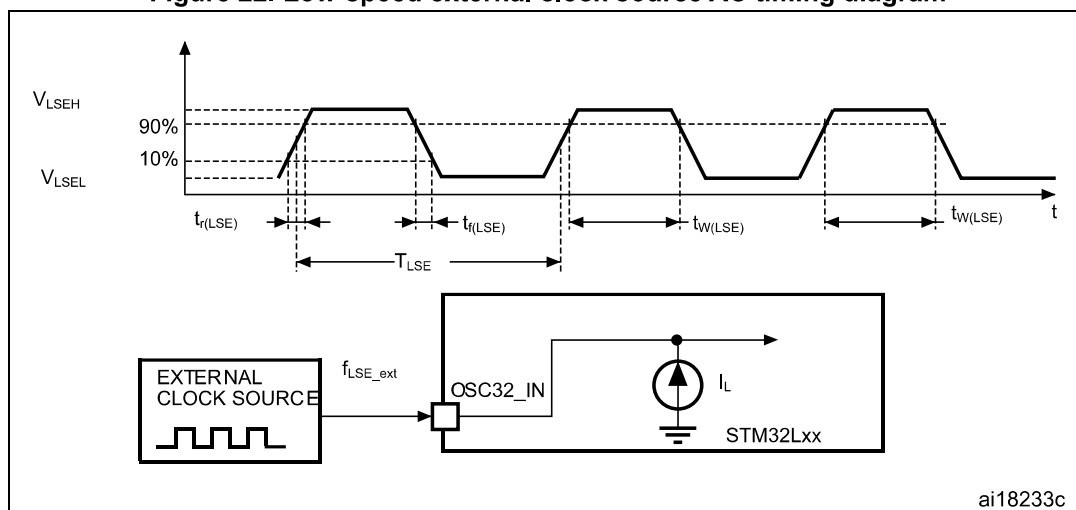 Figure 22. Low-speed external clock source AC timing diagram
VLSEH
90%
10%
VLSEL
tr(LSE)
tf(LSE)
tW(LSE)
tW(LSE)
t
TLSE
EXTERNAL
CLOCK SOURCE
fLSE_ext
OSC32_IN
IL
STM32Lxx
ai18233c